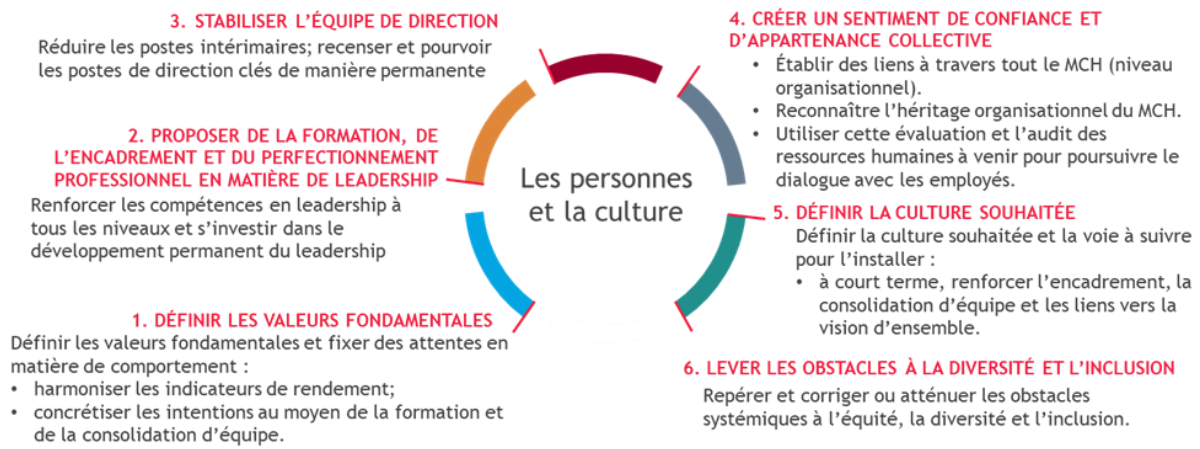 3. STABILISER L'ÉQUIPE DE DIRECTION
Réduire les postes intérimaires; recenser et pourvoir
les postes de direction clés de manière permanente
2. PROPOSER DE LA FORMATION, DE
L'ENCADREMENT ET DU PERFECTIONNEMENT
PROFESSIONNEL EN MATIÈRE DE LEADERSHIP
Renforcer les compétences en leadership à
tous les niveaux et s'investir dans le
développement permanent du leadership
1. DÉFINIR LES VALEURS FONDAMENTALES
Définir les valeurs fondamentales et fixer des attentes en
matière de comportement :
• harmoniser les indicateurs de rendement;
• concrétiser les intentions au moyen de la formation et
de la consolidation d'équipe.
Les personnes
et la culture
4. CRÉER UN SENTIMENT DE CONFIANCE ET
D'APPARTENANCE COLLECTIVE
• Établir des liens à travers tout le MCH (niveau
organisationnel).
• Reconnaître l'héritage organisationnel du MCH.
• Utiliser cette évaluation et l'audit des
ressources humaines à venir pour poursuivre le
dialogue avec les employés.
5. DÉFINIR LA CULTURE SOUHAITÉE
Définir la culture souhaitée et la voie à suivre
pour l'installer :
• à court terme, renforcer l'encadrement, la
consolidation d'équipe et les liens vers la
vision d'ensemble.
6. LEVER LES OBSTACLES À LA DIVERSITÉ ET L'INCLUSION
Repérer et corriger ou atténuer les obstacles
systémiques à l'équité, la diversité et l'inclusion.